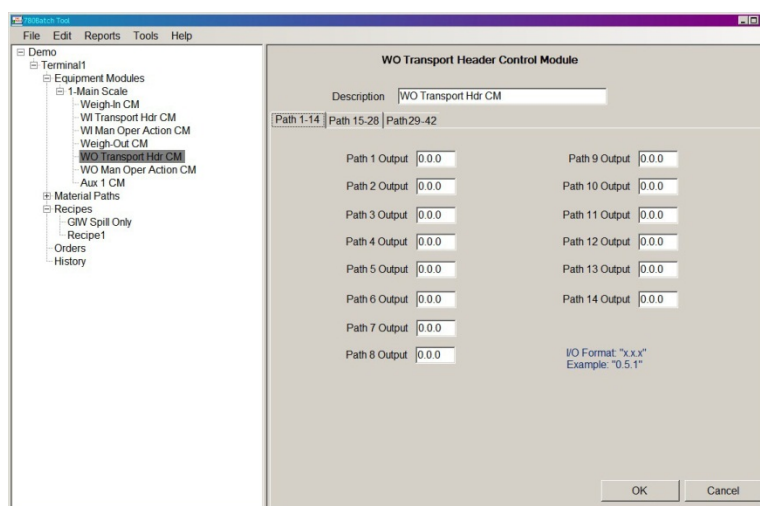 780Batch Tool
File Edit Reports Tools Help
Demo
Terminal1
Equipment Modules
1-Main Scale
Weigh-In CM
WI Transport Hdr CM
WI Man Oper Action CM
Weigh-Out CM
WO Transport Hdr CM
WO Man Oper Action CM
Aux 1 CM
Material Paths
Recipes
GIW Spill Only
Recipe1
Orders
History
WO Transport Header Control Module
Description WO Transport Hdr CM
Path 1-14 Path 15-28 Path29-42
Path 1 Output 0.0.0 Path 9 Output 0.0.0
Path 2 Output 0.0.0 Path 10 Output 0.0.0
Path 3 Output 0.0.0 Path 11 Output 0.0.0
Path 4 Output 0.0.0 Path 12 Output 0.0.0
Path 5 Output 0.0.0 Path 13 Output 0.0.0
Path 6 Output 0.0.0 Path 14 Output 0.0.0
Path 7 Output 0.0.0
Path 8 Output 0.0.0
I/O Format: "x.x.x"
Example: "0.5.1"
OK Cancel